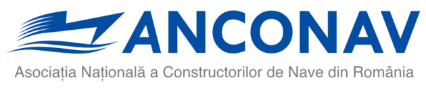 ANCONAV
Asociația Națională a Constructorilor de Nave din România